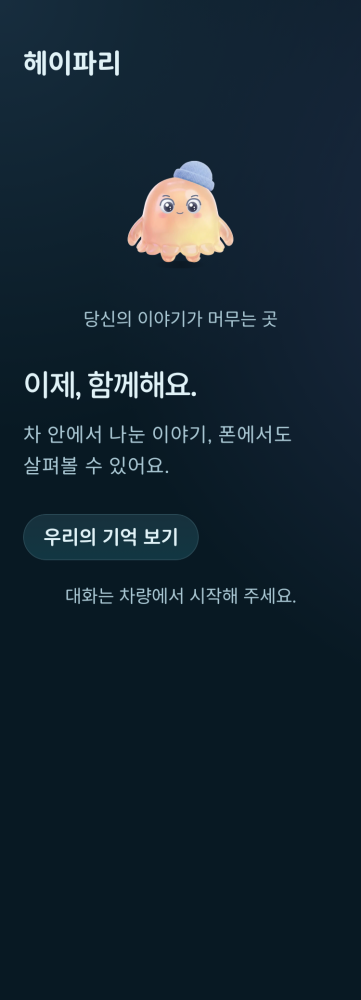 헤이파리
당신의 이야기가 머무는 곳
이제, 함께해요.
차 안에서 나눈 이야기, 폰에서도
살펴볼 수 있어요.
우리의 기억 보기
대화는 차량에서 시작해 주세요.